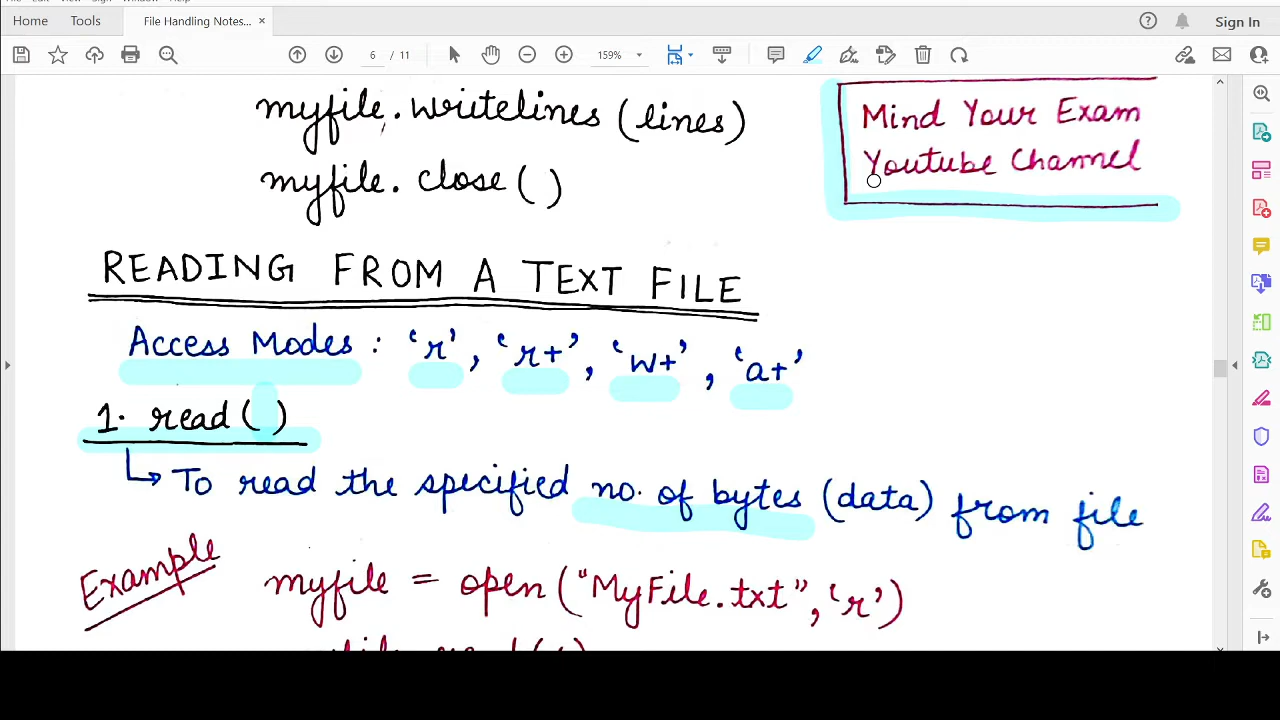 Home Tools File Handling Notes... × Sign In
6 / 11 159%
myfile.writelines (lines)
myfile.close( )
Mind Your Exam
Youtube Channel
READING FROM A TEXT FILE
Access Modes : 'r', 'r+', 'w+', 'a+'
1. read( )
↳ To read the specified no. of bytes (data) from file
Example
myfile = open("MyFile.txt",'r')